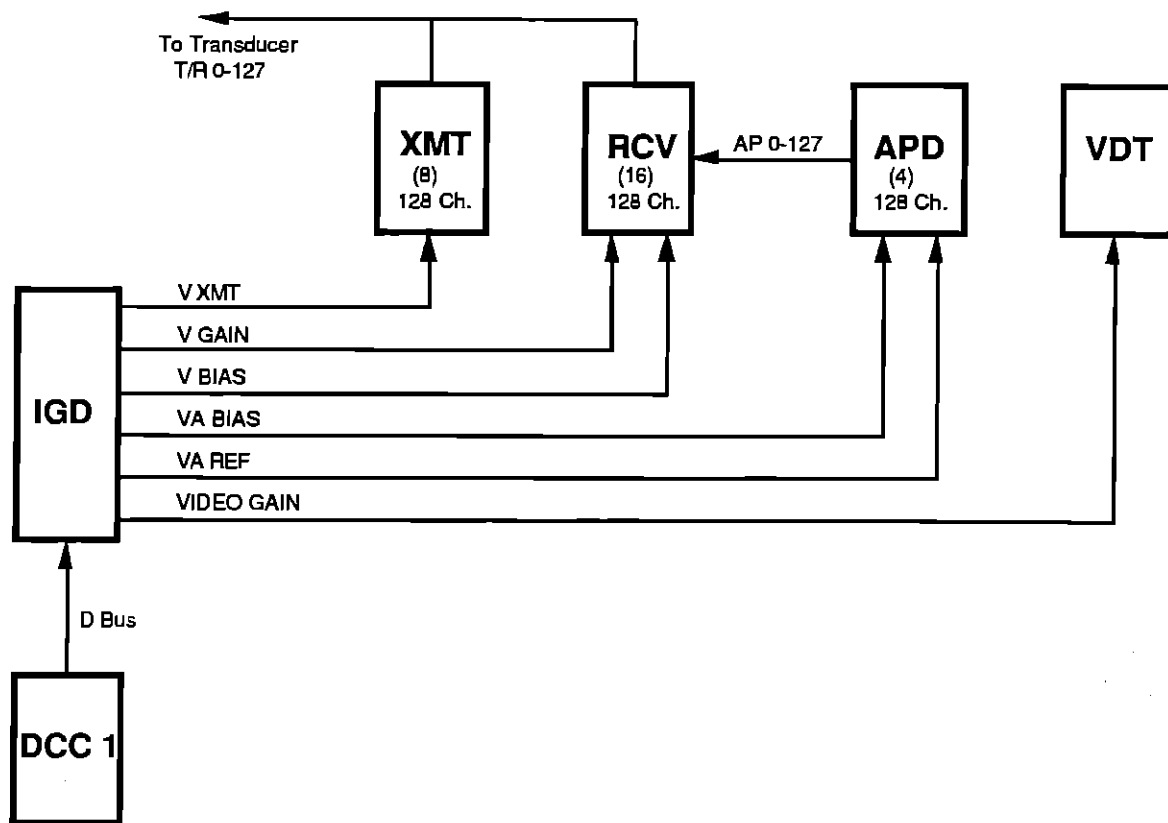 To Transducer
T/R 0-127
XMT
(8)
128 Ch.
RCV
(16)
128 Ch.
AP 0-127
APD
(4)
128 Ch.
VDT
IGD
V XMT
V GAIN
V BIAS
VA BIAS
VA REF
VIDEO GAIN
D Bus
DCC 1